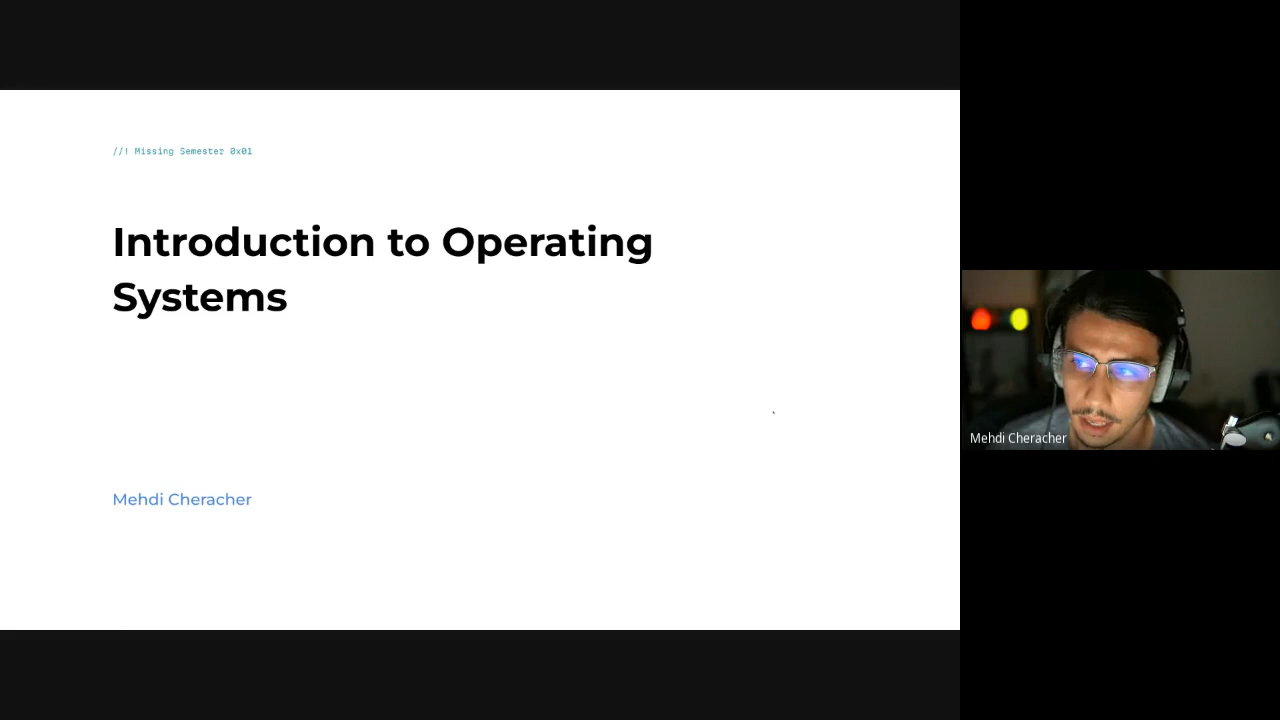 //! Missing Semester 0x01
Introduction to Operating
Systems
Mehdi Cheracher
Mehdi Cheracher